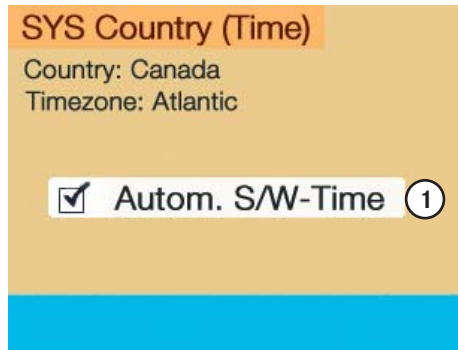 SYS Country (Time)
Country: Canada
Timezone: Atlantic
Autom. S/W-Time 1